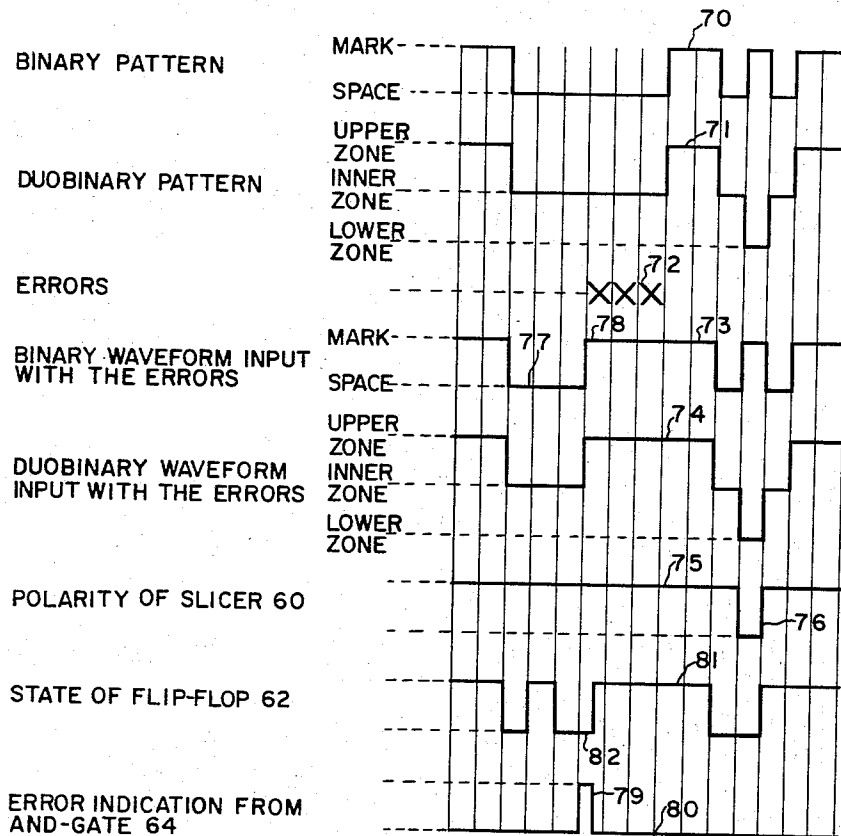 70
BINARY PATTERN
MARK
SPACE
UPPER
ZONE
71
DUOBINARY PATTERN
INNER
ZONE
LOWER
ZONE
72
ERRORS
MARK
77
78
73
BINARY WAVEFORM INPUT
WITH THE ERRORS
SPACE
UPPER
ZONE
74
DUOBINARY WAVEFORM
INPUT WITH THE ERRORS
INNER
ZONE
LOWER
ZONE
75
POLARITY OF SLICER 60
76
81
STATE OF FLIP-FLOP 62
82
79
ERROR INDICATION FROM
AND-GATE 64
80